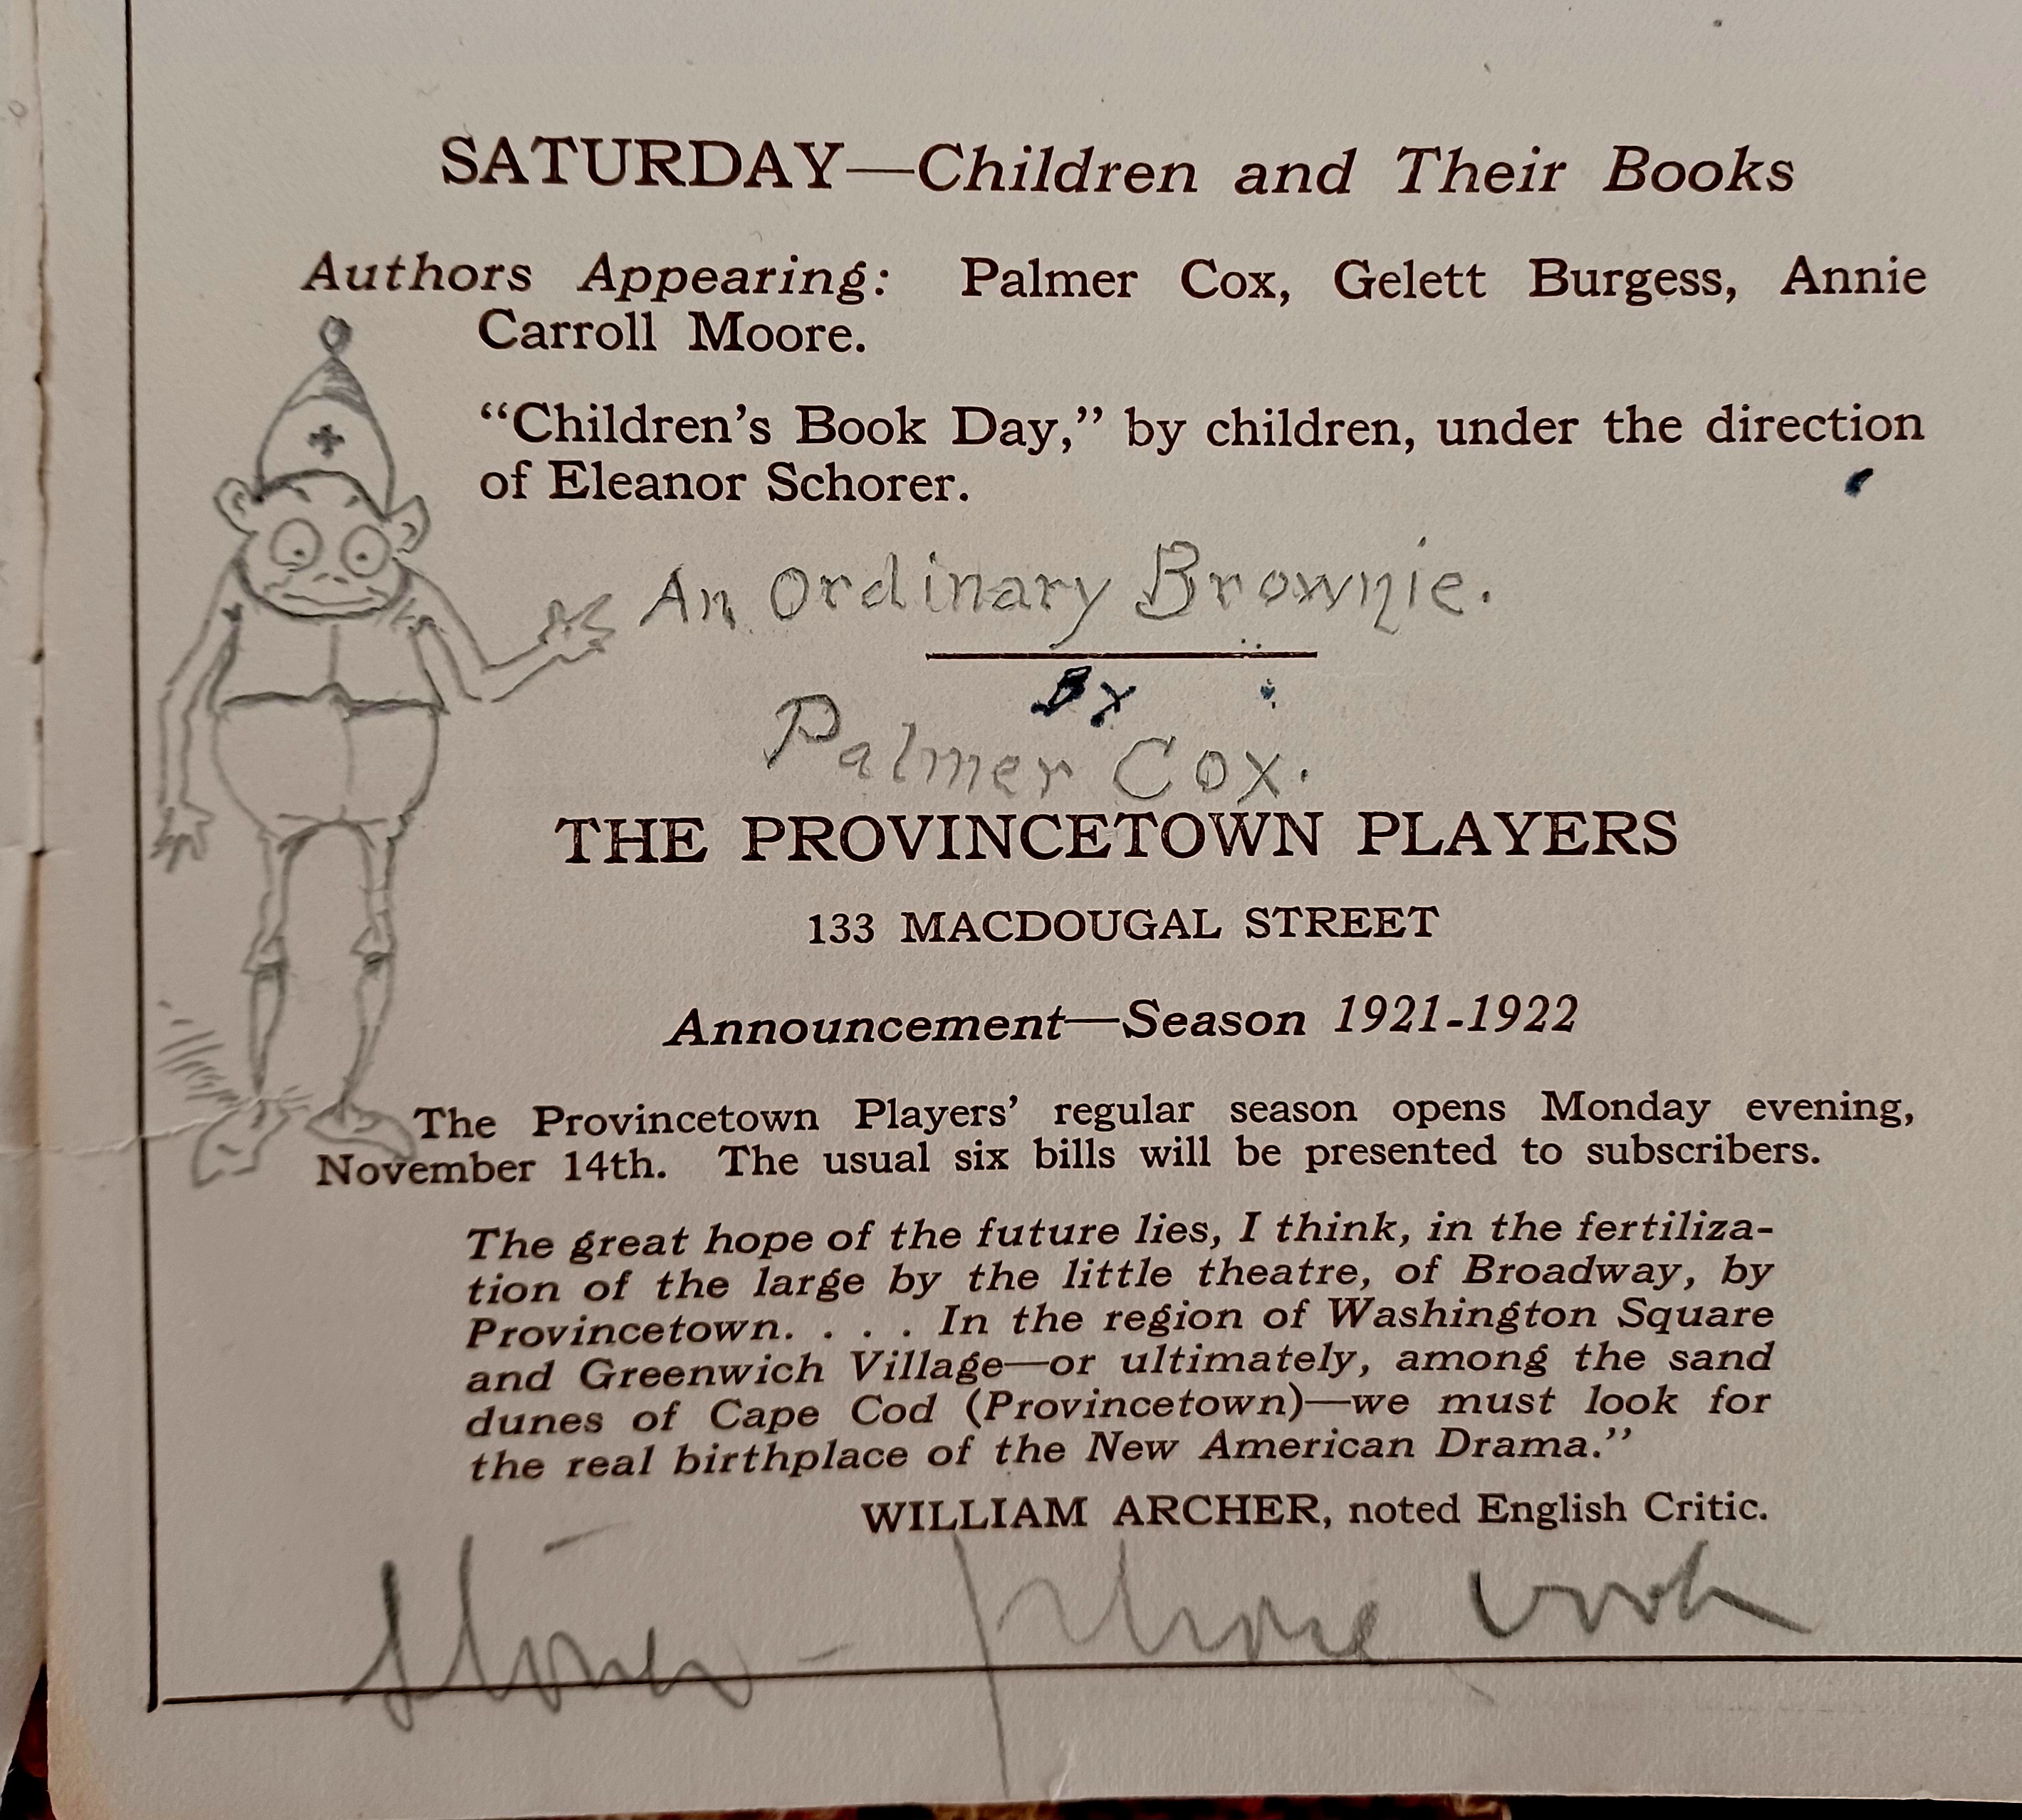 SATURDAY—Children and Their Books
Authors Appearing: Palmer Cox, Gelett Burgess, Annie
Carroll Moore.
“Children’s Book Day,” by children, under the direction
of Eleanor Schorer.
An Ordinary Brownie.
By
Palmer Cox.
THE PROVINCETOWN PLAYERS
133 MACDOUGAL STREET
Announcement—Season 1921-1922
The Provincetown Players’ regular season opens Monday evening,
November 14th. The usual six bills will be presented to subscribers.
The great hope of the future lies, I think, in the fertiliza-
tion of the large by the little theatre, of Broadway, by
Provincetown. . . . In the region of Washington Square
and Greenwich Village—or ultimately, among the sand
dunes of Cape Cod (Provincetown)—we must look for
the real birthplace of the New American Drama.”
WILLIAM ARCHER, noted English Critic.